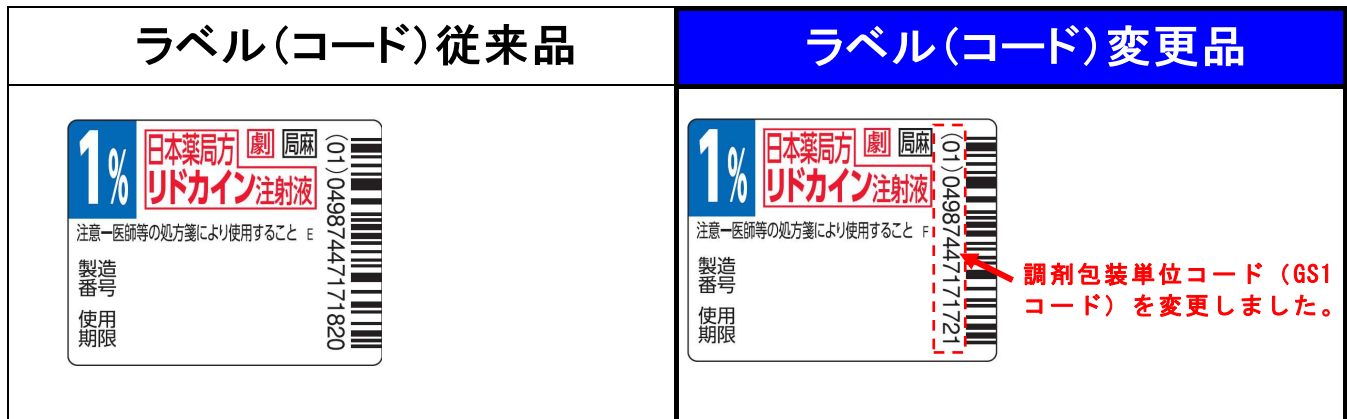 ラベル(コード)従来品
ラベル(コード)変更品
1%
日本薬局方 劇 局麻
リドカイン注射液
注意ー医師等の処方箋により使用すること E
製造
番号
使用
期限
(01)04987447171820
1%
日本薬局方 劇 局麻
リドカイン注射液
注意ー医師等の処方箋により使用すること F
製造
番号
使用
期限
(01)04987447171721
調剤包装単位コード(GS1
コード)を変更しました。